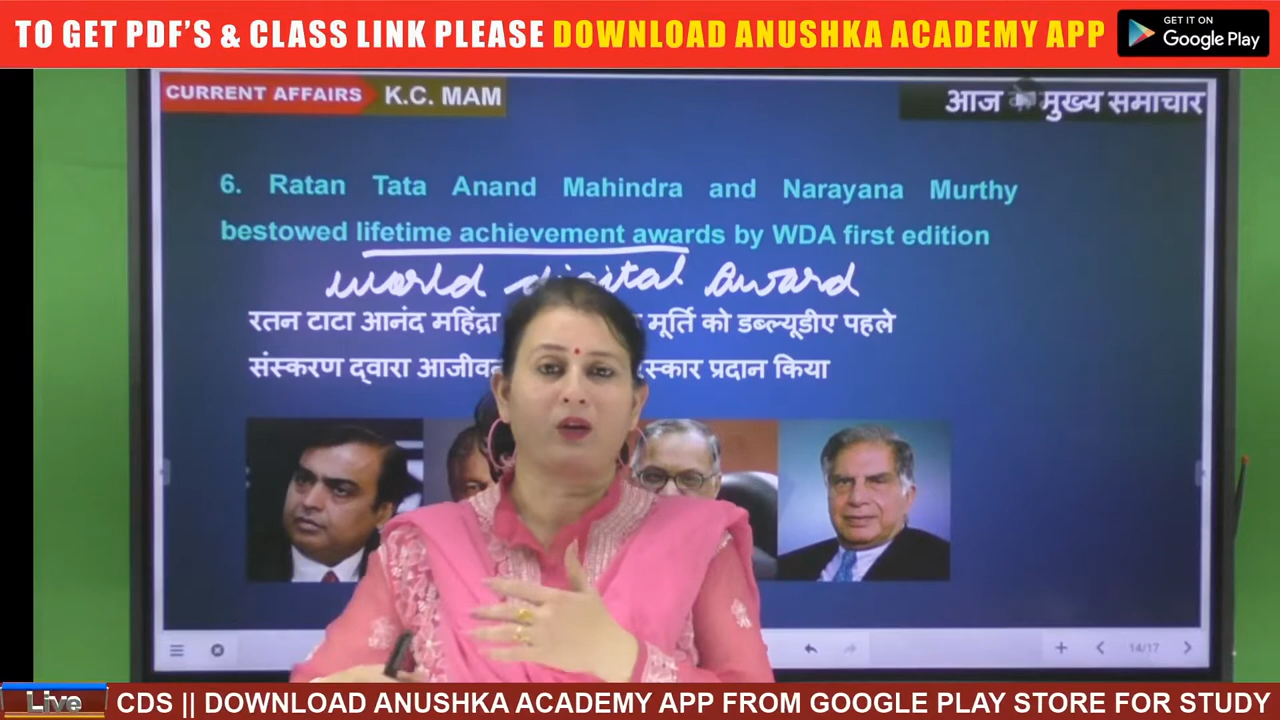 TO GET PDF'S & CLASS LINK PLEASE DOWNLOAD ANUSHKA ACADEMY APP
GET IT ON
Google Play
CURRENT AFFAIRS K.C. MAM
आज मुख्य समाचार
6. Ratan Tata Anand Mahindra and Narayana Murthy
bestowed lifetime achievement awards by WDA first edition
world digital Award
रतन टाटा आनंद महिंद्रा मूर्ति को डब्ल्यूडीए पहले
संस्करण द्वारा प्रदान किया
14/17
Live CDS || DOWNLOAD ANUSHKA ACADEMY APP FROM GOOGLE PLAY STORE FOR STUDY